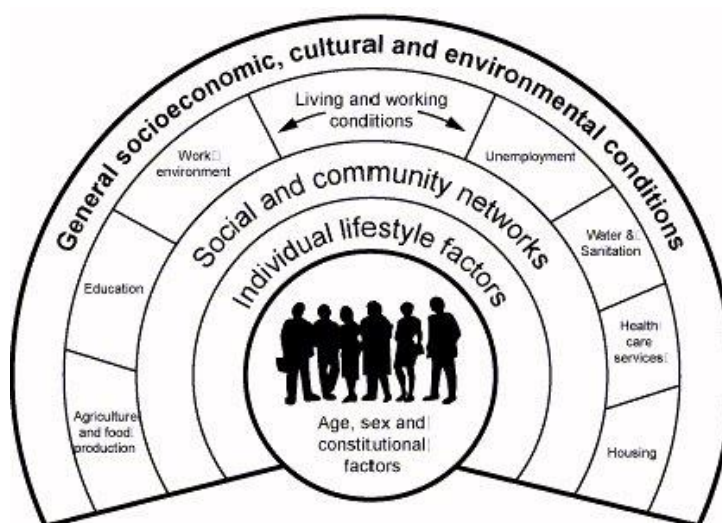 General socioeconomic, cultural and environmental conditions
Living and working
conditions
Work
environment
Unemployment
Social and community networks
Water &
Sanitation
Individual lifestyle factors
Education
Health
care
services
Agriculture
and food
production
Age, sex and
constitutional
factors
Housing